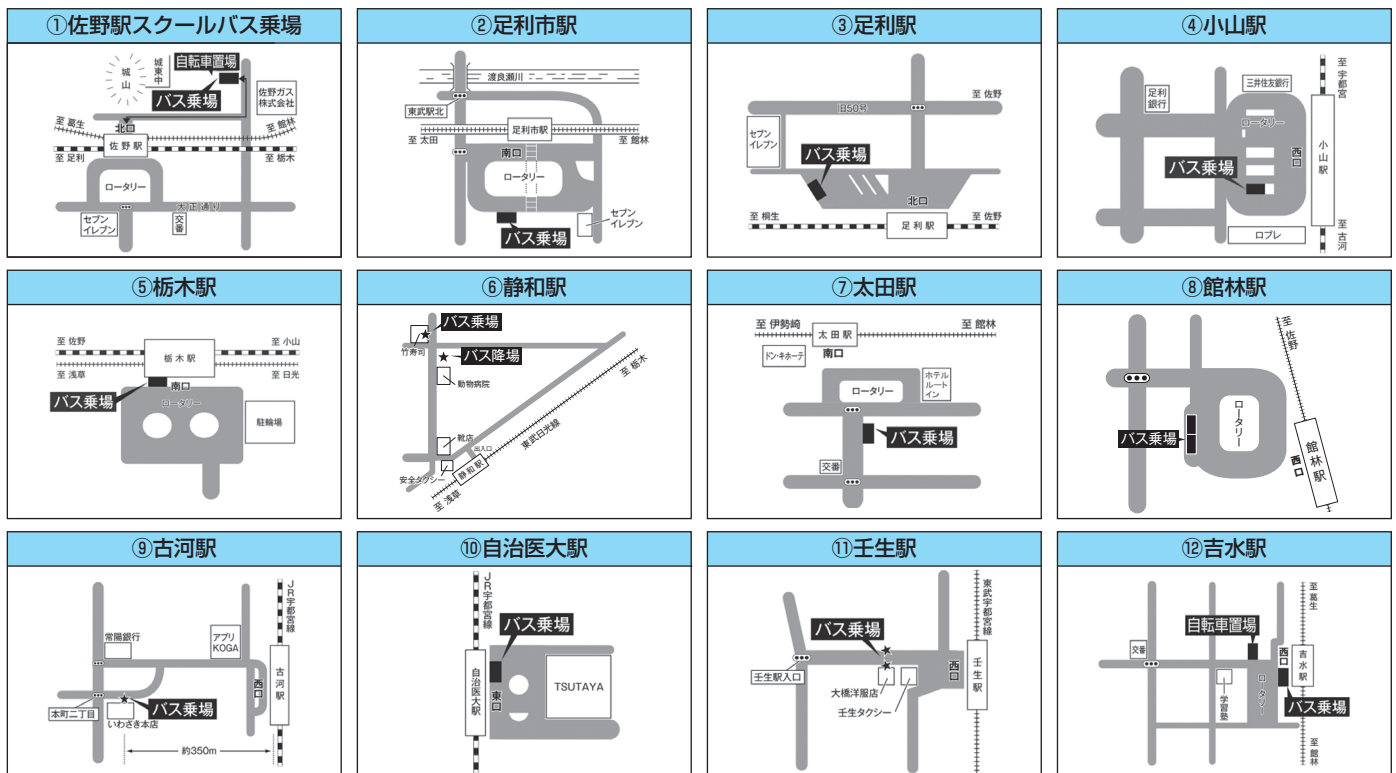 ①佐野駅スクールバス乗場
城山
城東中
自転車置場
バス乗場
佐野ガス
株式会社
至 葛生
北口
至 館林
佐野駅
至 足利
至 栃木
ロータリー
大正通り
セブン
イレブン
交番
②足利市駅
渡良瀬川
東武駅北
足利市駅
至 太田
至 館林
南口
ロータリー
バス乗場
セブン
イレブン
③足利駅
至 佐野
旧50号
セブン
イレブン
バス乗場
北口
至 桐生
至 佐野
足利駅
④小山駅
至 宇都宮
三井住友銀行
足利
銀行
ロータリー
西口
小山駅
バス乗場
ロブレ
至 古河
⑤栃木駅
至 佐野
至 小山
栃木駅
至 浅草
至 日光
南口
バス乗場
ロータリー
駐輪場
⑥静和駅
バス乗場
竹寿司
バス降場
動物病院
至 栃木
靴店
東武日光線
出入口
静和駅
安全タクシー
至 浅草
⑦太田駅
至 伊勢崎
至 館林
太田駅
南口
ドン・キホーテ
ロータリー
ホテル
ルート
イン
バス乗場
交番
⑧館林駅
至 佐野
ロータリー
バス乗場
西口
館林駅
⑨古河駅
JR宇都宮線
常陽銀行
アプリ
KOGA
古河駅
西口
バス乗場
本町二丁目
いわさき本店
約350m
⑩自治医大駅
JR宇都宮線
バス乗場
自治医大駅
東口
TSUTAYA
⑪壬生駅
東武宇都宮線
バス乗場
西口
壬生駅
壬生駅入口
大橋洋服店
壬生タクシー
⑫吉水駅
至 葛生
自転車置場
交番
西口
吉水駅
学習塾
ロータリー
バス乗場
至 館林